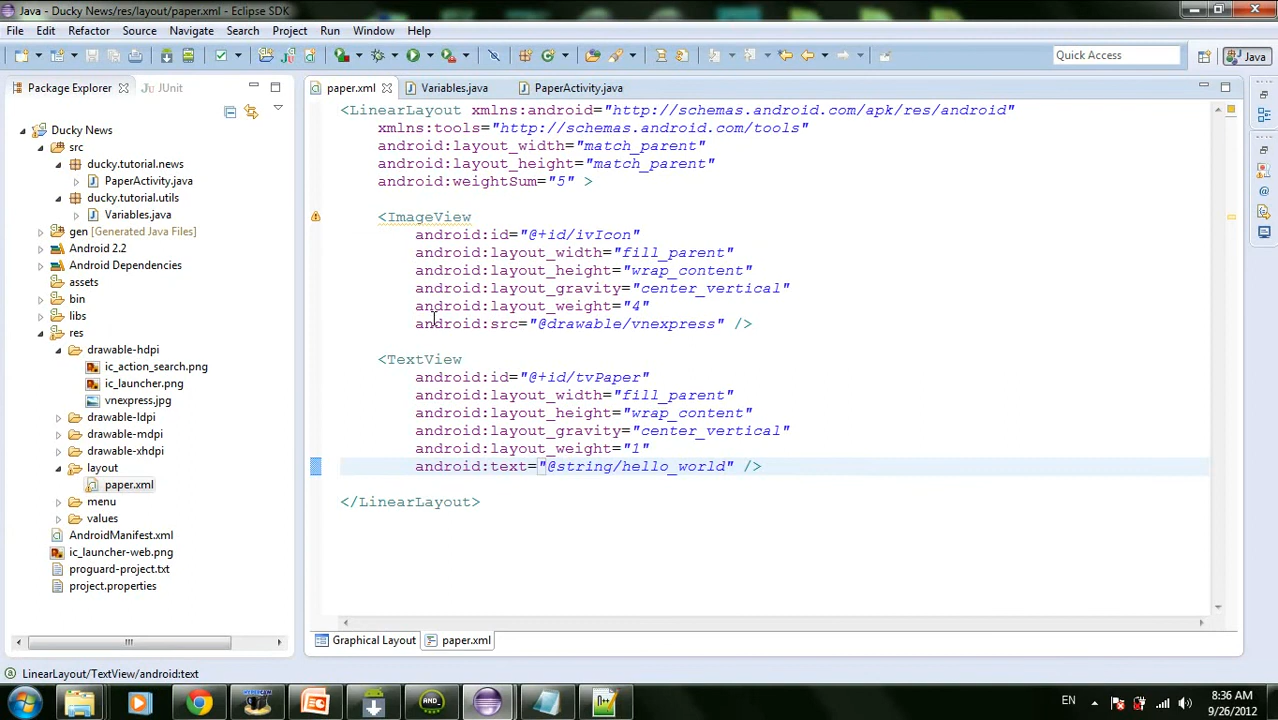 Java - Ducky News/res/layout/paper.xml - Eclipse SDK
File Edit Refactor Source Navigate Search Project Run Window Help
Quick Access
Java
Package Explorer
JUnit
paper.xml
Variables.java
PaperActivity.java
Ducky News
src
ducky.tutorial.news
PaperActivity.java
ducky.tutorial.utils
Variables.java
gen [Generated Java Files]
Android 2.2
Android Dependencies
assets
bin
libs
res
drawable-hdpi
ic_action_search.png
ic_launcher.png
vnexpress.jpg
drawable-ldpi
drawable-mdpi
drawable-xhdpi
layout
paper.xml
menu
values
AndroidManifest.xml
ic_launcher-web.png
proguard-project.txt
project.properties
<LinearLayout xmlns:android="http://schemas.android.com/apk/res/android"
xmlns:tools="http://schemas.android.com/tools"
android:layout_width="match_parent"
android:layout_height="match_parent"
android:weightSum="5" >
<ImageView
android:id="@+id/ivIcon"
android:layout_width="fill_parent"
android:layout_height="wrap_content"
android:layout_gravity="center_vertical"
android:layout_weight="4"
android:src="@drawable/vnexpress" />
<TextView
android:id="@+id/tvPaper"
android:layout_width="fill_parent"
android:layout_height="wrap_content"
android:layout_gravity="center_vertical"
android:layout_weight="1"
android:text="@string/hello_world" />
</LinearLayout>
Graphical Layout
paper.xml
LinearLayout/TextView/android:text
EN
8:36 AM
9/26/2012